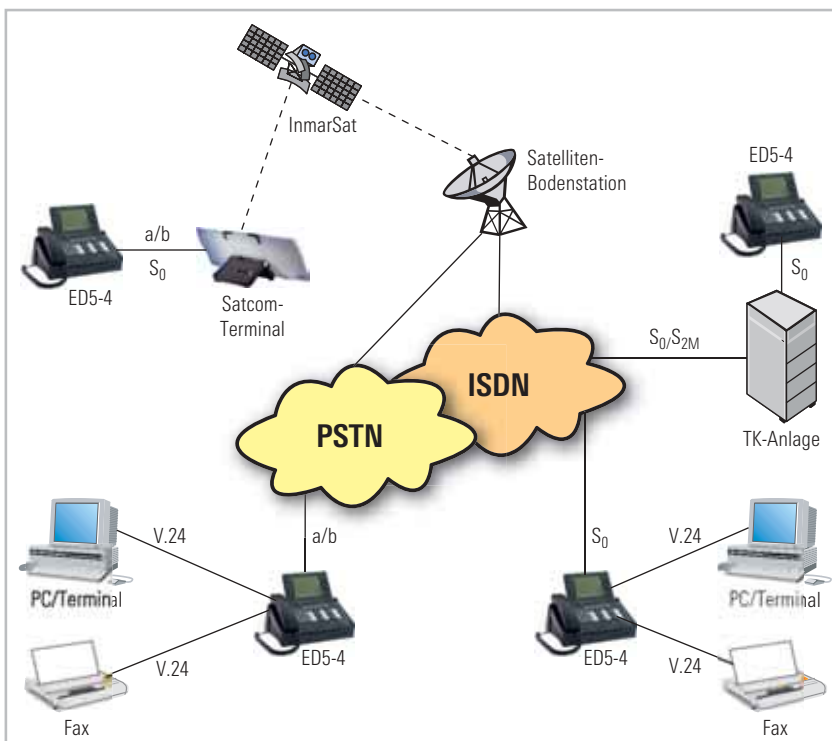 InmarSat
Satelliten-
Bodenstation
ED5-4
a/b
S0
ED5-4
Satcom-
Terminal
S0
S0/S2M
TK-Anlage
ISDN
PSTN
a/b
S0
V.24
PC/Terminal
V.24
Fax
ED5-4
V.24
PC/Terminal
V.24
Fax
ED5-4